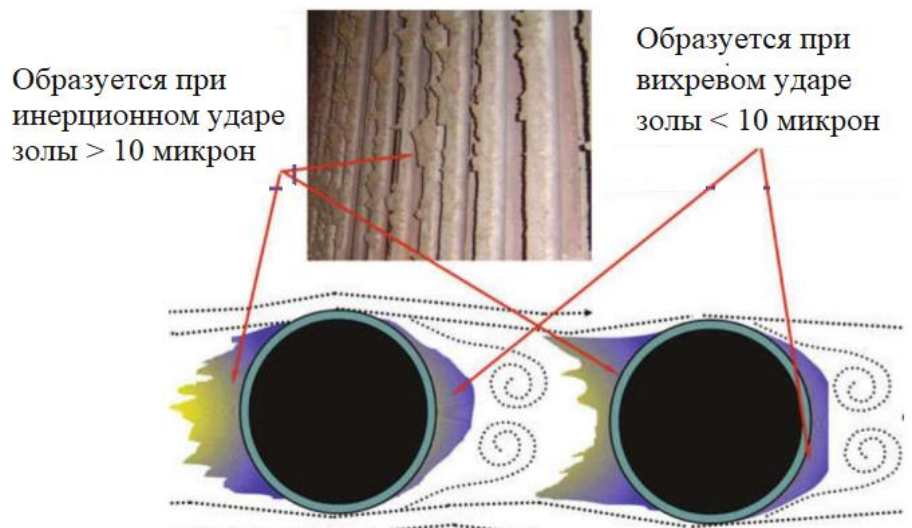 Образуется при
инерционном ударе
золы > 10 микрон
Образуется при
вихревом ударе
золы < 10 микрон